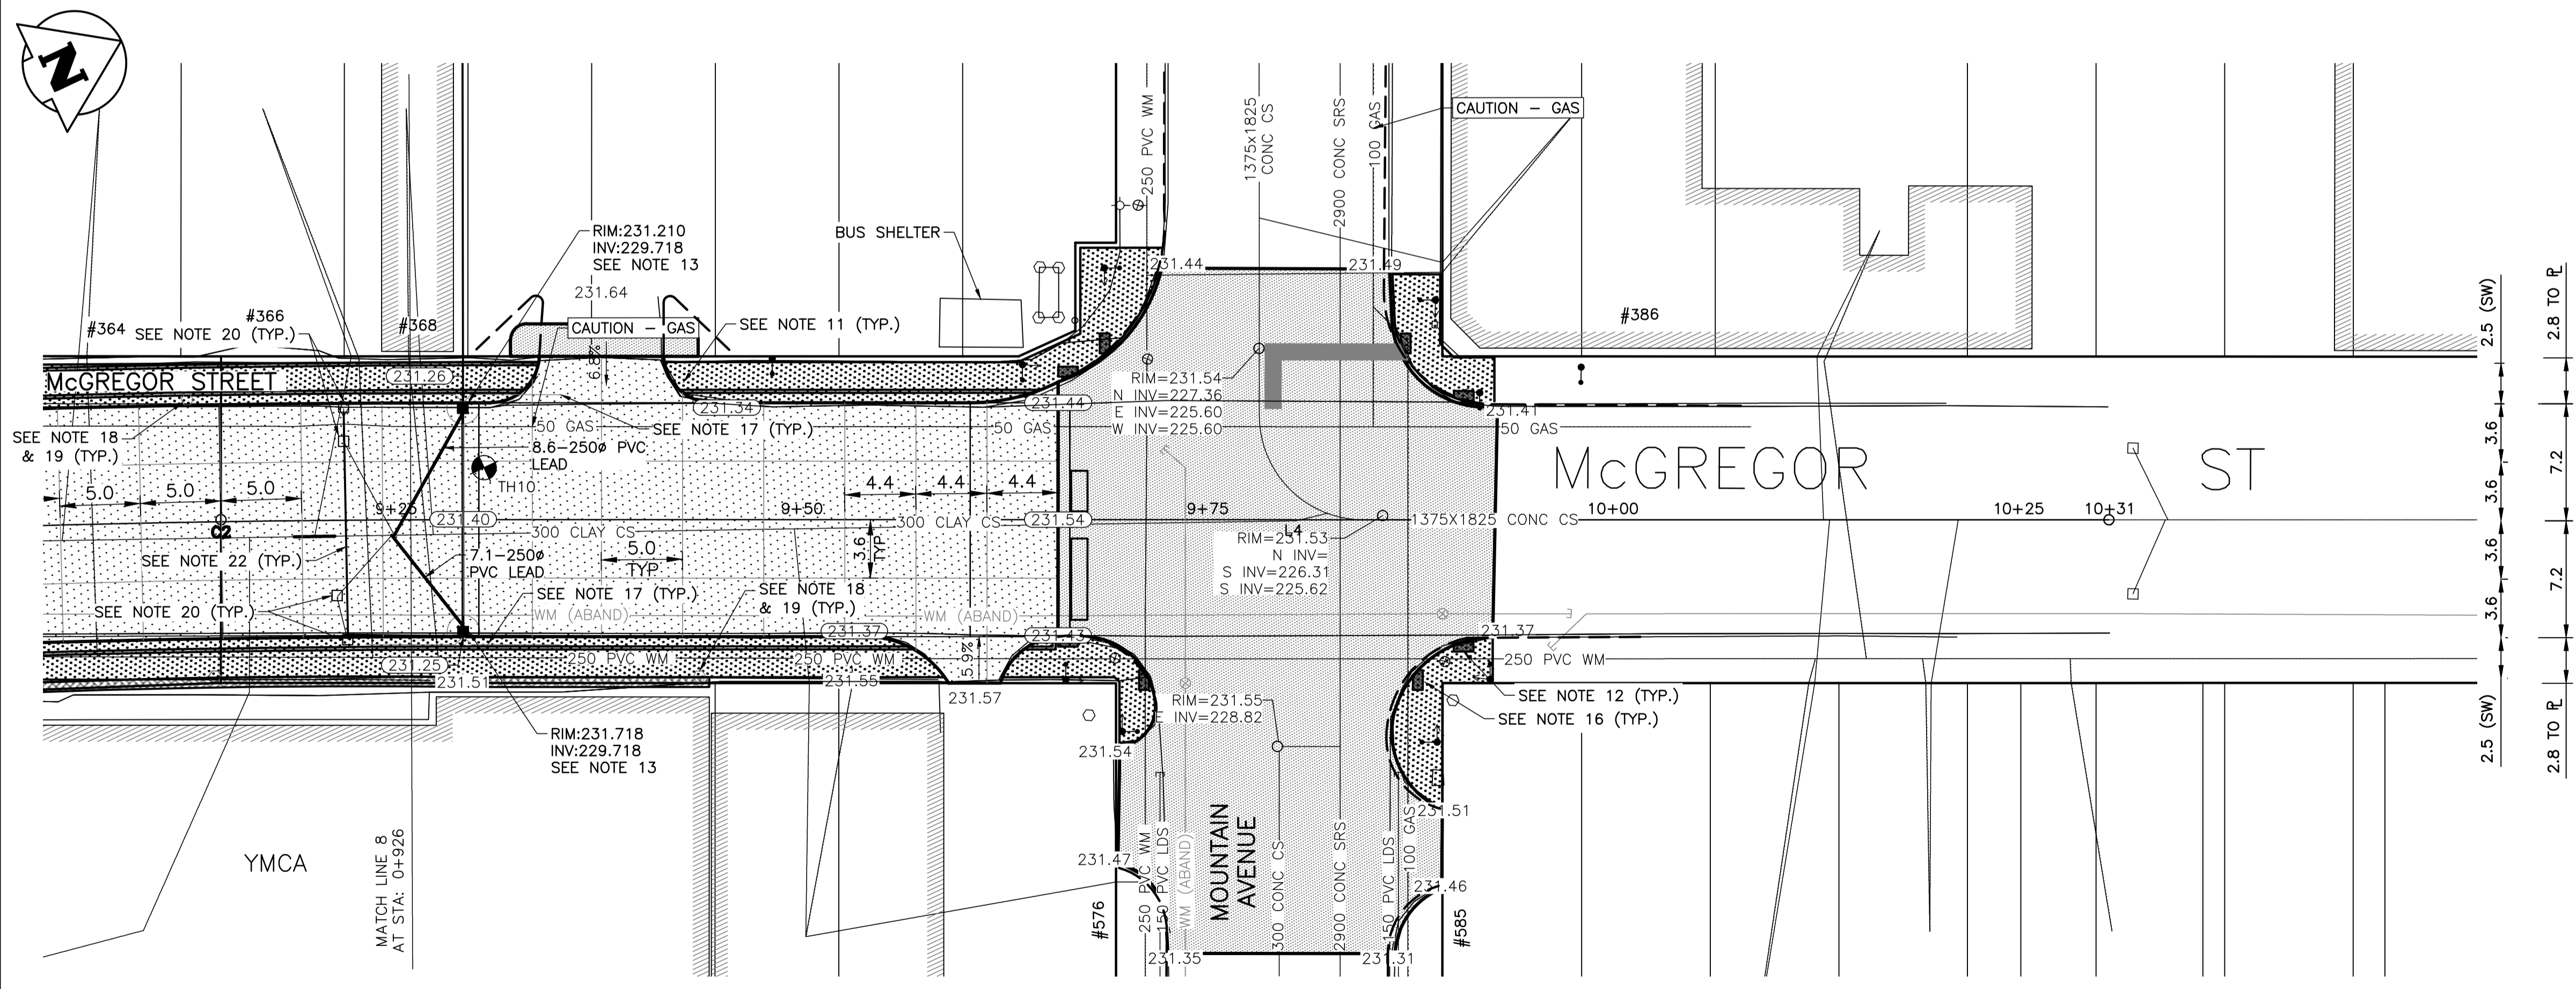 N
250 PVC WM
1375x1825
CONC CS
2900 CONC SRS
100 GAS
CAUTION - GAS
RIM:231.210
INV:229.718
SEE NOTE 13
231.64
BUS SHELTER
231.44
231.49
#364
#366
SEE NOTE 20 (TYP.)
#368
CAUTION - GAS
SEE NOTE 11 (TYP.)
#386
2.5 (SW)
2.8 TO PL
6.8%
McGREGOR STREET
231.26
231.34
231.44
RIM=231.54
N INV=227.36
E INV=225.60
W INV=225.60
231.41
SEE NOTE 18
& 19 (TYP.)
50 GAS
SEE NOTE 17 (TYP.)
50 GAS
50 GAS
8.6-250ø PVC
LEAD
TH10
McGREGOR
ST
3.6
7.2
3.6
5.0
5.0
5.0
4.4
4.4
4.4
9+25
231.40
9+50
300 CLAY CS
231.54
9+75
L4
1375X1825 CONC CS
10+00
10+25
10+31
300 CLAY CS
SEE NOTE 22 (TYP.)
7.1-250ø
PVC LEAD
5.0
TYP
3.6
TYP.
RIM=231.53
N INV=
S INV=226.31
S INV=225.62
3.6
7.2
3.6
SEE NOTE 20 (TYP.)
SEE NOTE 17 (TYP.)
SEE NOTE 18
& 19 (TYP.)
WM (ABAND)
WM (ABAND)
231.37
231.43
231.37
231.25
250 PVC WM
250 PVC WM
5.9%
250 PVC WM
231.51
231.55
231.57
RIM=231.55
E INV=228.82
SEE NOTE 12 (TYP.)
SEE NOTE 16 (TYP.)
2.5 (SW)
2.8 TO PL
RIM:231.718
INV:229.718
SEE NOTE 13
231.54
231.51
YMCA
MATCH LINE 8
AT STA: 0+926
231.47
231.46
#576
250 PVC WM
150 PVC LDS
WM (ABAND)
MOUNTAIN
AVENUE
300 CONC CS
2900 CONC SRS
150 PVC LDS
100 GAS
#585
231.35
231.31